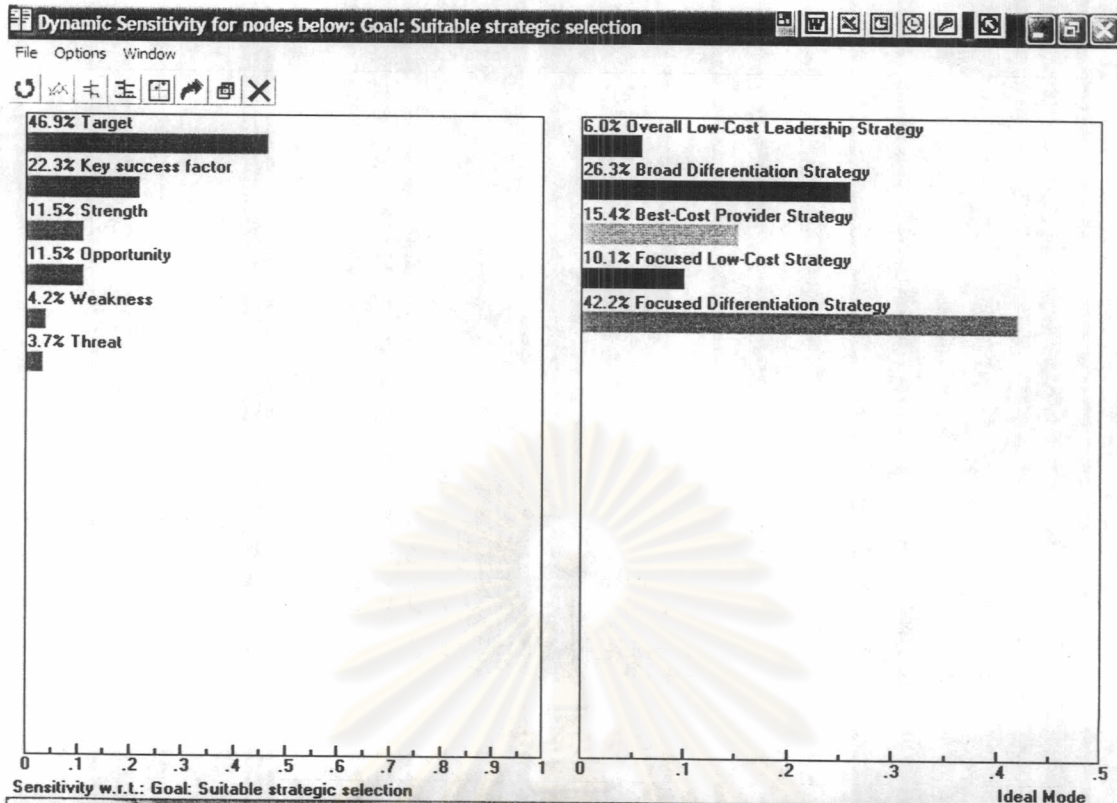 Dynamic Sensitivity for nodes below: Goal: Suitable strategic selection
File Options Window
46.9% Target
22.3% Key success factor
11.5% Strength
11.5% Opportunity
4.2% Weakness
3.7% Threat
0 .1 .2 .3 .4 .5 .6 .7 .8 .9 1
6.0% Overall Low-Cost Leadership Strategy
26.3% Broad Differentiation Strategy
15.4% Best-Cost Provider Strategy
10.1% Focused Low-Cost Strategy
42.2% Focused Differentiation Strategy
0 .1 .2 .3 .4 .5
Sensitivity w.r.t.: Goal: Suitable strategic selection
Ideal Mode